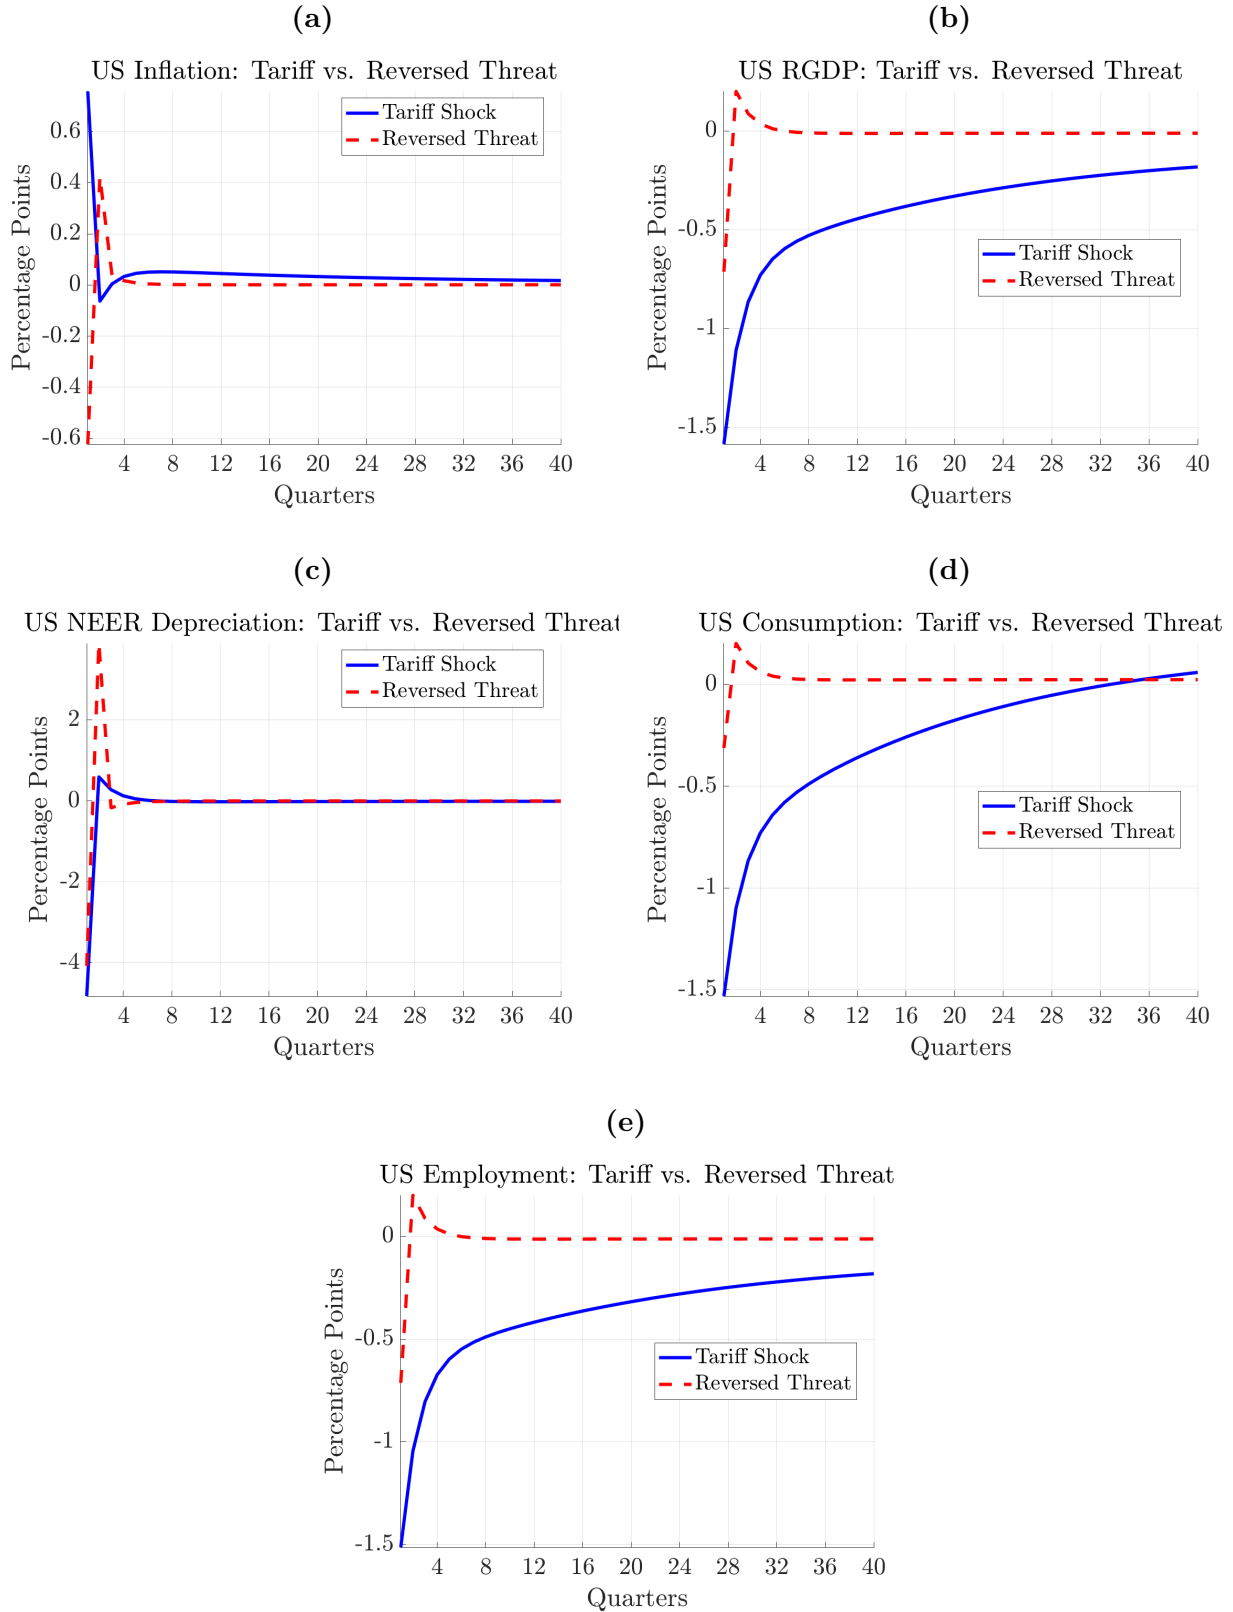 (a)
US Inflation: Tariff vs. Reversed Threat
Tariff Shock
Reversed Threat
Percentage Points
0.6
0.4
0.2
0
-0.2
-0.4
-0.6
4 8 12 16 20 24 28 32 36 40
Quarters
(b)
US RGDP: Tariff vs. Reversed Threat
Tariff Shock
Reversed Threat
Percentage Points
0
-0.5
-1
-1.5
4 8 12 16 20 24 28 32 36 40
Quarters
(c)
US NEER Depreciation: Tariff vs. Reversed Threat
Tariff Shock
Reversed Threat
Percentage Points
2
0
-2
-4
4 8 12 16 20 24 28 32 36 40
Quarters
(d)
US Consumption: Tariff vs. Reversed Threat
Tariff Shock
Reversed Threat
Percentage Points
0
-0.5
-1
-1.5
4 8 12 16 20 24 28 32 36 40
Quarters
(e)
US Employment: Tariff vs. Reversed Threat
Tariff Shock
Reversed Threat
Percentage Points
0
-0.5
-1
-1.5
4 8 12 16 20 24 28 32 36 40
Quarters